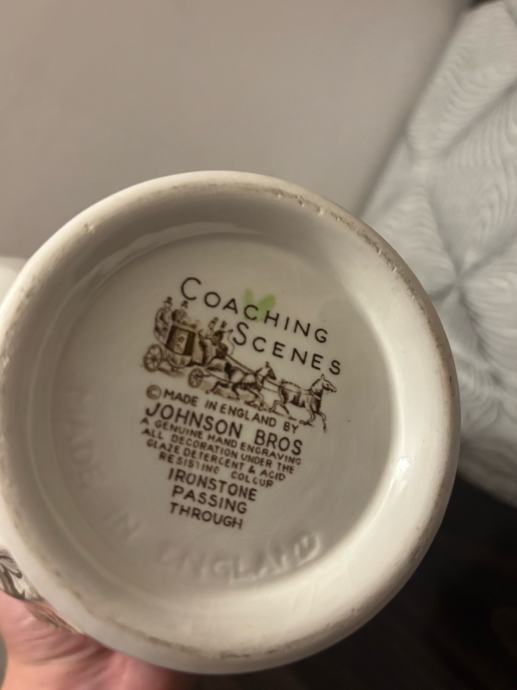 COACHING
SCENES
© MADE IN ENGLAND BY
JOHNSON BROS
A GENUINE HAND ENGRAVING
ALL DECORATION UNDER THE
GLAZE DETERGENT & ACID
RESISTING COLOUR
IRONSTONE
PASSING
THROUGH
MADE IN ENGLAND